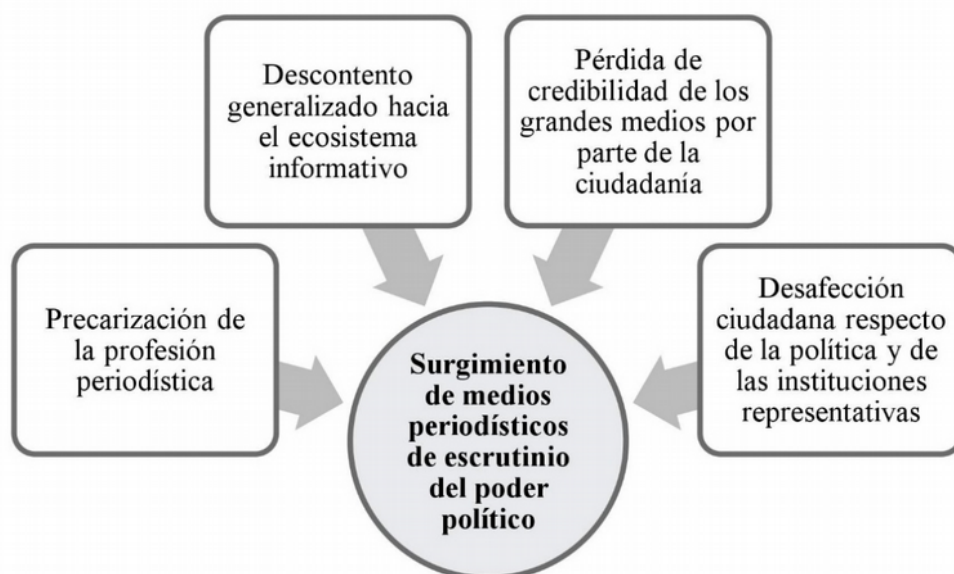 Descontento
generalizado hacia
el ecosistema
informativo
Pérdida de
credibilidad de los
grandes medios por
parte de la
ciudadanía
Precarización de
la profesión
periodística
Desafección
ciudadana respecto
de la política y de
las instituciones
representativas
Surgimiento
de medios
periodísticos
de escrutinio
del poder
político